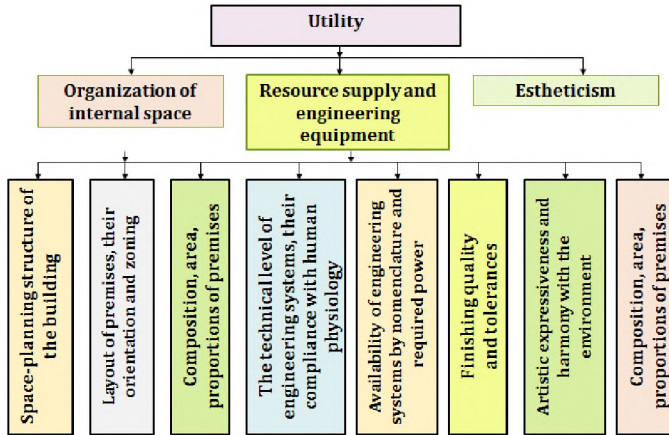 Utility
Organization of
internal space
Resource supply and
engineering
equipment
Estheticism
Space-planning structure of
the building
Layout of premises, their
orientation and zoning
Composition, area,
proportions of premises
The technical level of
engineering systems, their
compliance with human
physiology
Availability of engineering
systems by nomenclature and
required power
Finishing quality
and tolerances
Artistic expressiveness and
harmony with the
environment
Composition, area,
proportions of premises